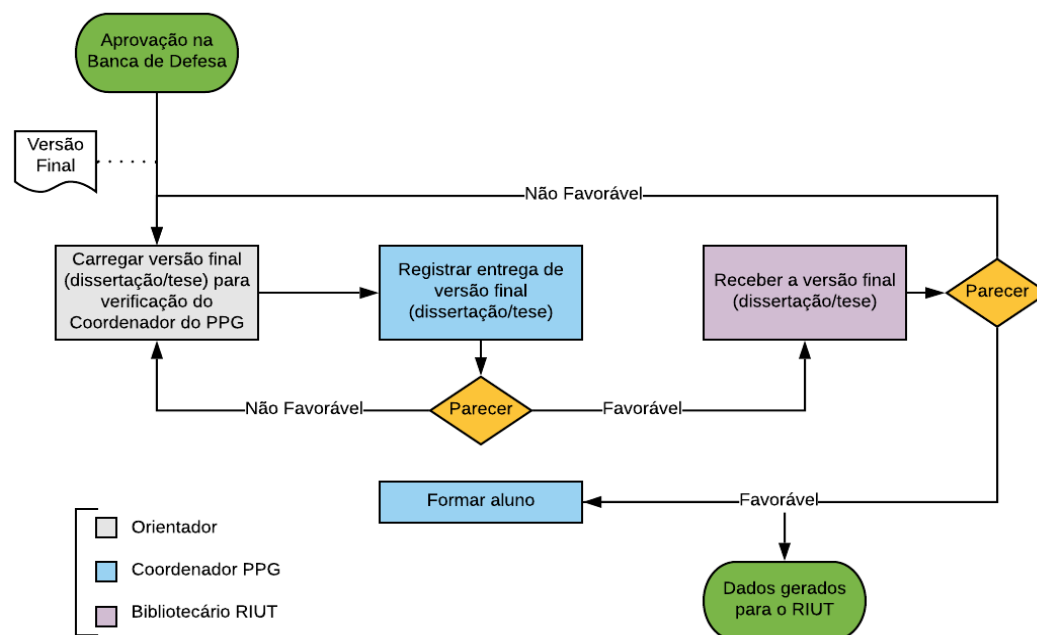 Aprovação na
Banca de Defesa
Versão
Final
Não Favorável
Carregar versão final
(dissertação/tese) para
verificação do
Coordenador do PPG
Registrar entrega de
versão final
(dissertação/tese)
Receber a versão final
(dissertação/tese)
Parecer
Não Favorável
Parecer
Favorável
Formar aluno
Favorável
Orientador
Coordenador PPG
Bibliotecário RIUT
Dados gerados
para o RIUT